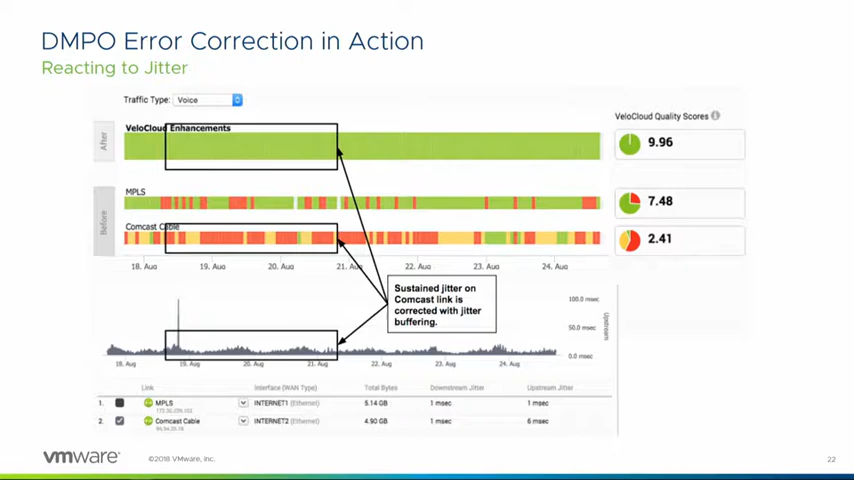 DMPO Error Correction in Action
Reacting to Jitter
Traffic Type: Voice
VeloCloud Quality Scores
After
VeloCloud Enhancements
9.96
Before
MPLS
7.48
Comcast Cable
2.41
18. Aug 19. Aug 20. Aug 21. Aug 22. Aug 23. Aug 24. Aug
Sustained jitter on
Comcast link is
corrected with jitter
buffering.
100.0 msec
50.0 msec
0.0 msec
Upstream
18. Aug 19. Aug 20. Aug 21. Aug 22. Aug 23. Aug 24. Aug
Link Interface (WAN Type) Total Bytes Downstream Jitter Upstream Jitter
1. MPLS INTERNET1 (Ethernet) 5.14 GB 1 msec 1 msec
2. Comcast Cable INTERNET2 (Ethernet) 4.90 GB 1 msec 6 msec
vmware
©2018 VMware, Inc.
22